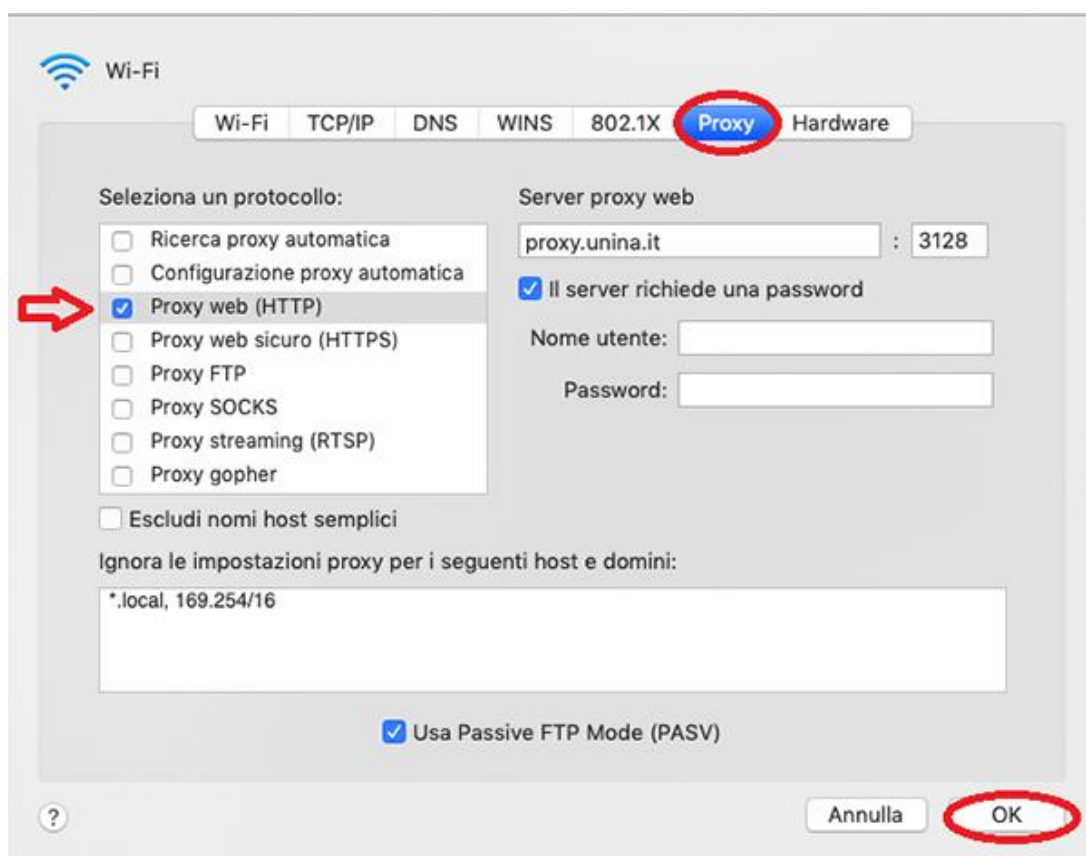 Wi-Fi
Wi-Fi TCP/IP DNS WINS 802.1X Proxy Hardware
Seleziona un protocollo:
Ricerca proxy automatica
Configurazione proxy automatica
Proxy web (HTTP)
Proxy web sicuro (HTTPS)
Proxy FTP
Proxy SOCKS
Proxy streaming (RTSP)
Proxy gopher
Server proxy web
proxy.unina.it : 3128
Il server richiede una password
Nome utente:
Password:
Escludi nomi host semplici
Ignora le impostazioni proxy per i seguenti host e domini:
*.local, 169.254/16
Usa Passive FTP Mode (PASV)
? Annulla OK